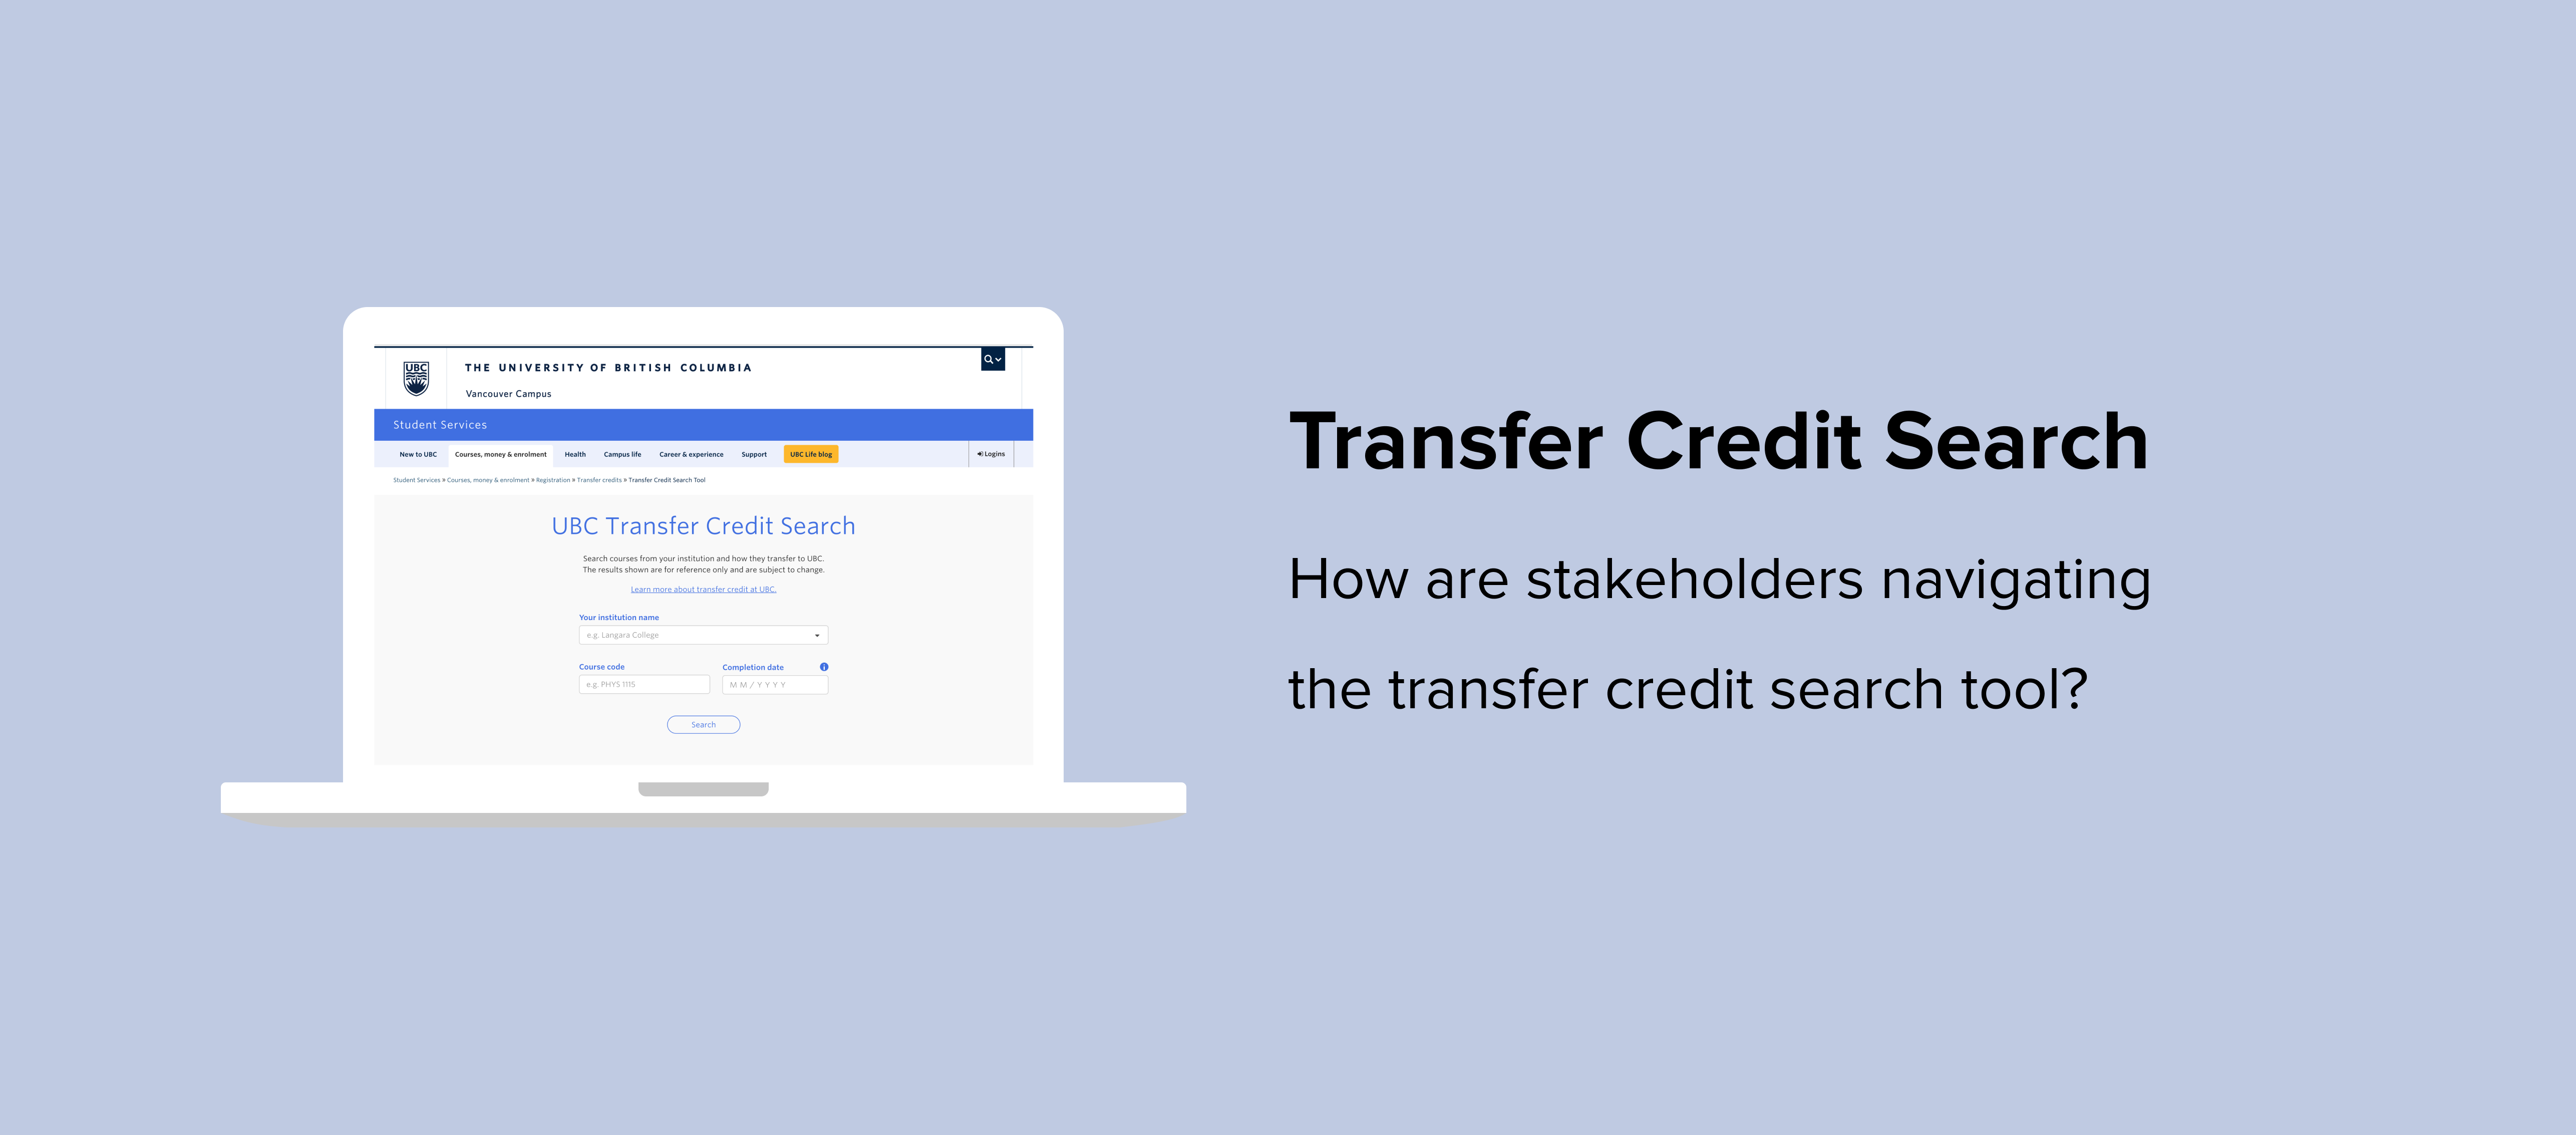 UBC
THE UNIVERSITY OF BRITISH COLUMBIA
Vancouver Campus
Student Services
New to UBC Courses, money & enrolment Health Campus life Career & experience Support UBC Life blog Logins
Student Services » Courses, money & enrolment » Registration » Transfer credits » Transfer Credit Search Tool
UBC Transfer Credit Search
Search courses from your institution and how they transfer to UBC.
The results shown are for reference only and are subject to change.
Learn more about transfer credit at UBC.
Your institution name
e.g. Langara College
Course code Completion date
e.g. PHYS 1115 MM/YYYY
Search
Transfer Credit Search
How are stakeholders navigating
the transfer credit search tool?